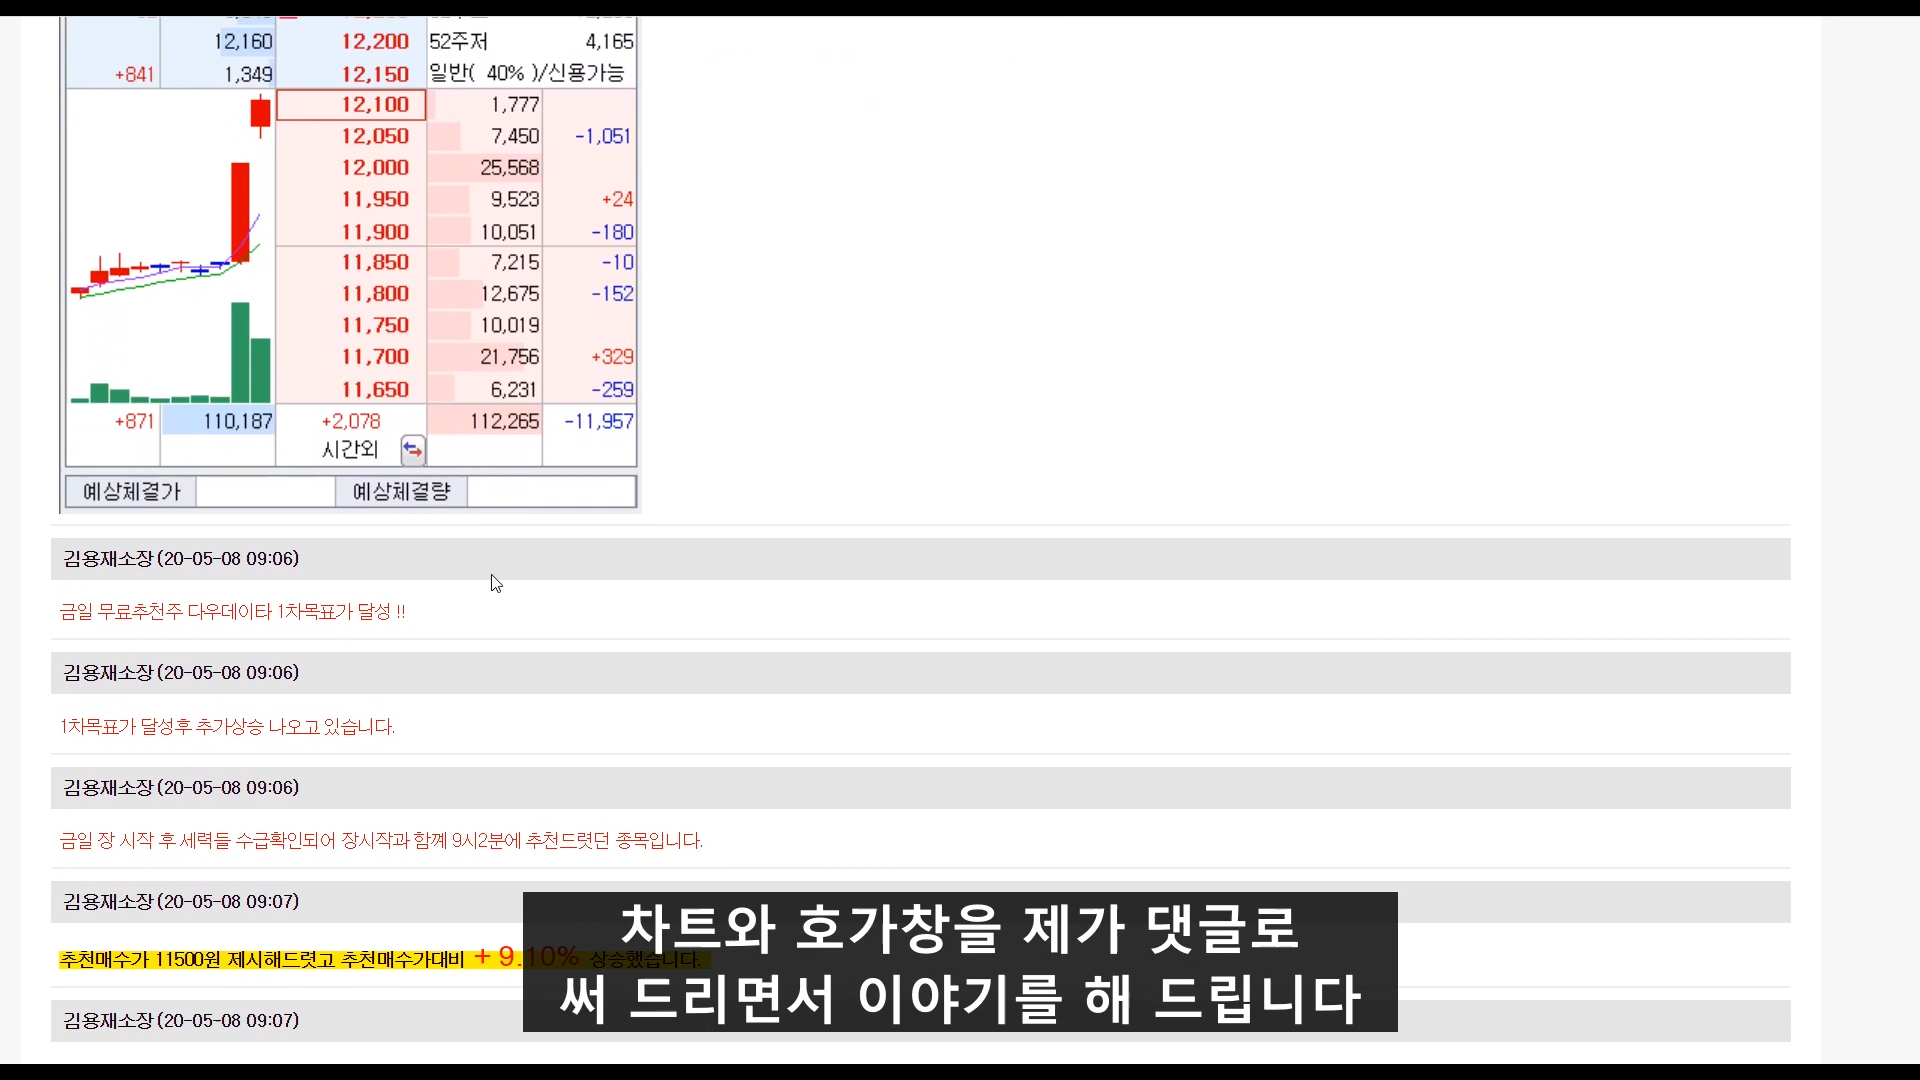 12,160 12,200 52주저 4,165
+841 1,349 12,150 일반( 40% )/신용가능
12,100 1,777
12,050 7,450 -1,051
12,000 25,568
11,950 9,523 +24
11,900 10,051 -180
11,850 7,215 -10
11,800 12,675 -152
11,750 10,019
11,700 21,756 +329
11,650 6,231 -259
+871 110,187 +2,078 112,265 -11,957
시간외
예상체결가 예상체결량
김용재소장 (20-05-08 09:06)
금일 무료추천주 다우데이타 1차목표가 달성 !!
김용재소장 (20-05-08 09:06)
1차목표가 달성후 추가상승 나오고 있습니다.
김용재소장 (20-05-08 09:06)
금일 장 시작 후 세력들 수급확인되어 장시작과 함꼐 9시2분에 추천드렷던 종목입니다.
김용재소장 (20-05-08 09:07)
추천매수가 11500원 제시해드렷고 추천매수가대비 + 9.10% 상승했습니다.
김용재소장 (20-05-08 09:07)
차트와 호가창을 제가 댓글로
써 드리면서 이야기를 해 드립니다